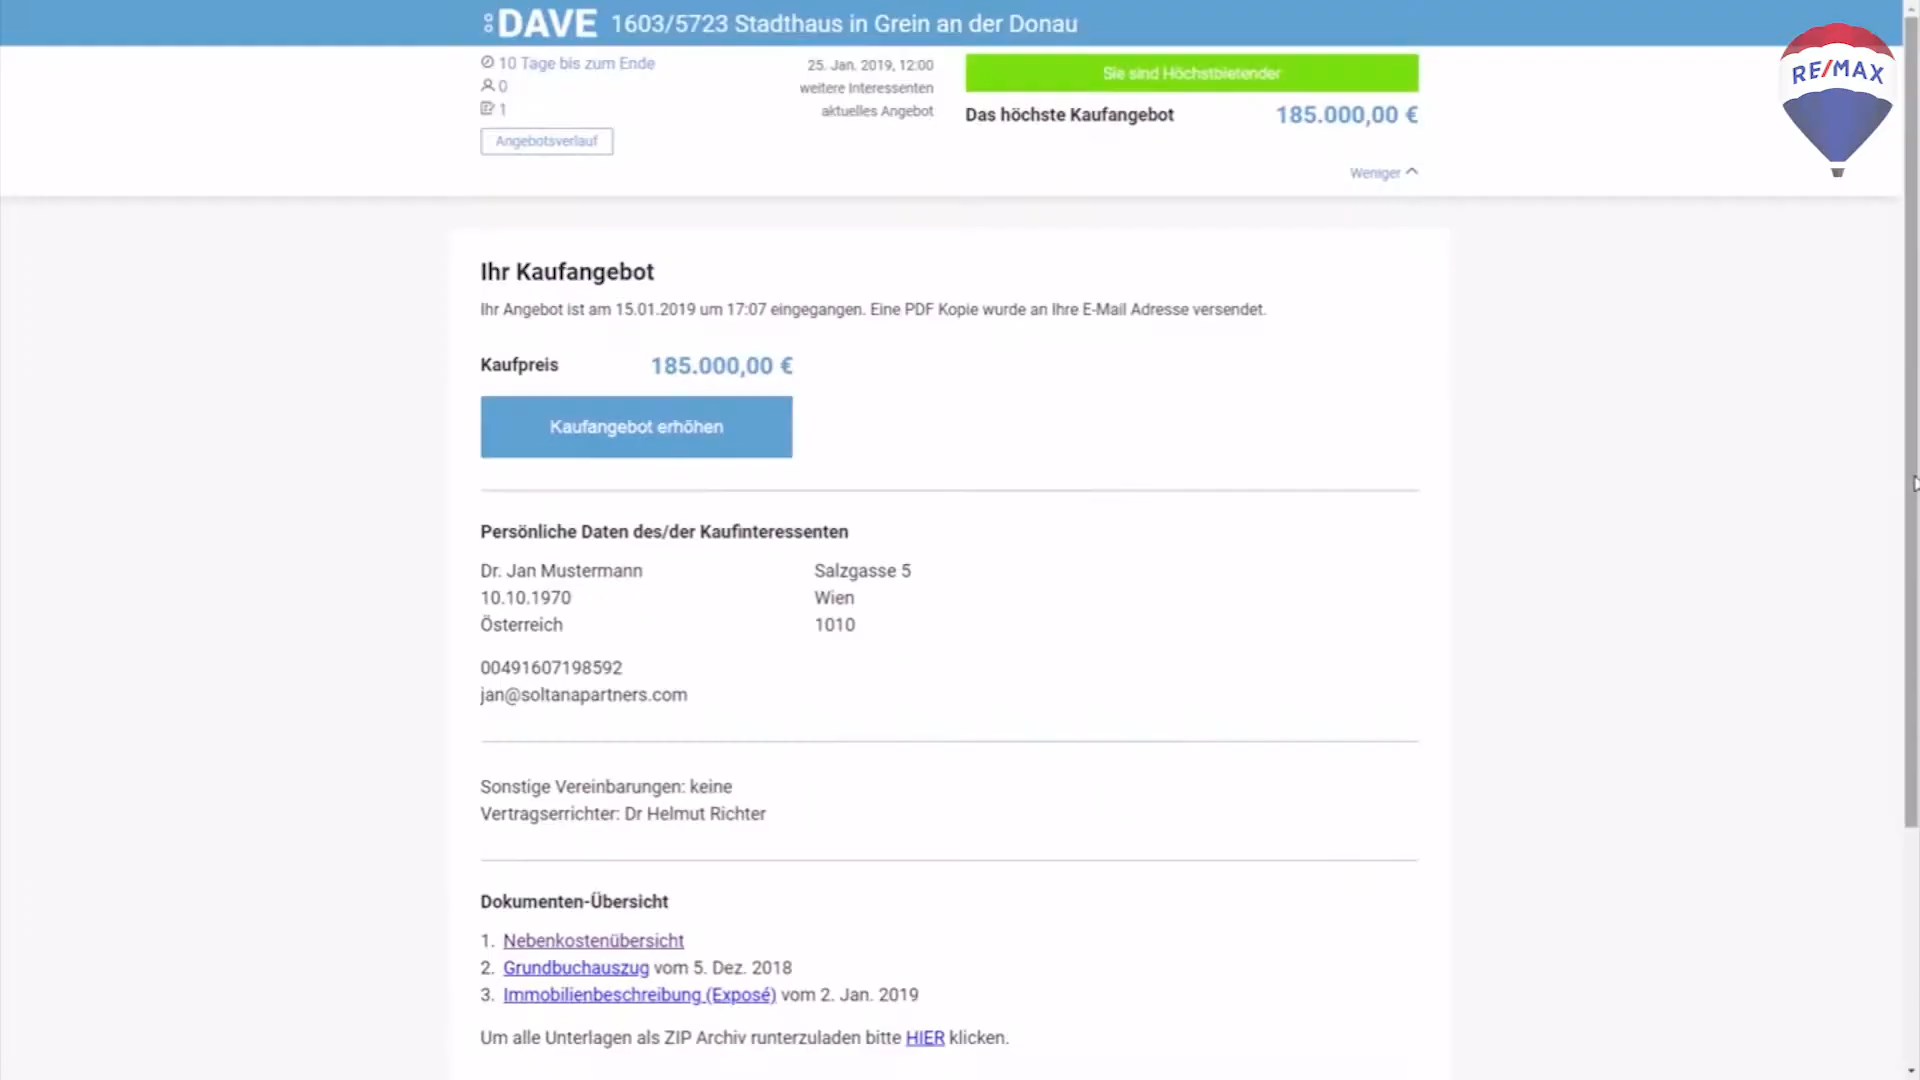 DAVE 1603/5723 Stadthaus in Grein an der Donau
RE/MAX
10 Tage bis zum Ende
25. Jan. 2019, 12:00
Sie sind Höchstbietender
0
weitere Interessenten
1
aktuelles Angebot
Das höchste Kaufangebot
185.000,00 €
Angebotsverlauf
Weniger
Ihr Kaufangebot
Ihr Angebot ist am 15.01.2019 um 17:07 eingegangen. Eine PDF Kopie wurde an Ihre E-Mail Adresse versendet.
Kaufpreis
185.000,00 €
Kaufangebot erhöhen
Persönliche Daten des/der Kaufinteressenten
Dr. Jan Mustermann
Salzgasse 5
10.10.1970
Wien
Österreich
1010
00491607198592
jan@soltanapartners.com
Sonstige Vereinbarungen: keine
Vertragserrichter: Dr Helmut Richter
Dokumenten-Übersicht
1. Nebenkostenübersicht
2. Grundbuchauszug vom 5. Dez. 2018
3. Immobilienbeschreibung (Exposé) vom 2. Jan. 2019
Um alle Unterlagen als ZIP Archiv runterzuladen bitte HIER klicken.